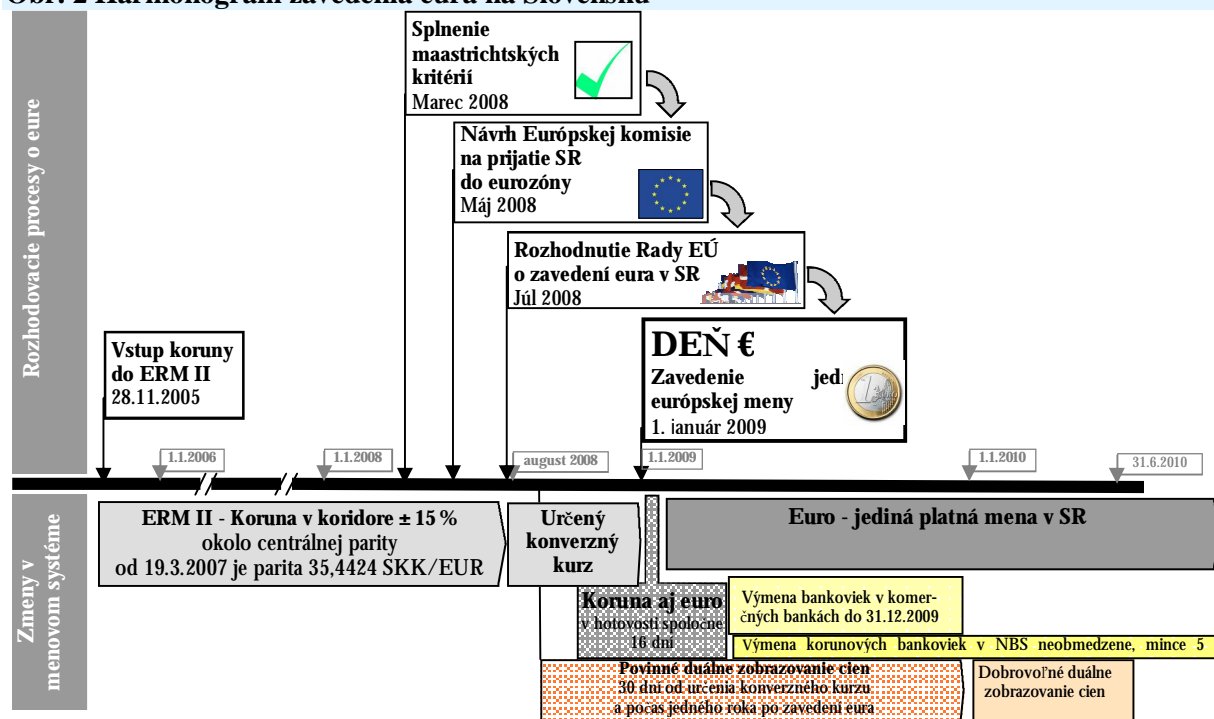 Obr. 2 Harmonogram zavedenia eura na Slovensku
Rozhodovacie procesy o eure
Splnenie
maastrichtských
kritérií
Marec 2008
Návrh Európskej komisie
na prijatie SR
do eurozóny
Máj 2008
Rozhodnutie Rady EÚ
o zavedení eura v SR
Júl 2008
DEŇ €
Zavedenie jed
európskej meny
1. január 2009
Vstup koruny
do ERM II
28.11.2005
1.1.2006
1.1.2008
august 2008
1.1.2009
1.1.2010
31.6.2010
Zmeny v
menovom systéme
ERM II - Koruna v koridore ± 15 %
okolo centrálnej parity
od 19.3.2007 je parita 35,4424 SKK/EUR
Určený
konverzný
kurz
Euro - jediná platná mena v SR
Koruna aj euro
v hotovosti spoločne
16 dní
Výmena bankoviek v komer-
čných bankách do 31.12.2009
Výmena korunových bankoviek v NBS neobmedzene, mince 5
Povinné duálne zobrazovanie cien
30 dní od určenia konverzného kurzu
a počas jedného roka po zavedení eura
Dobrovoľné duálne
zobrazovanie cien